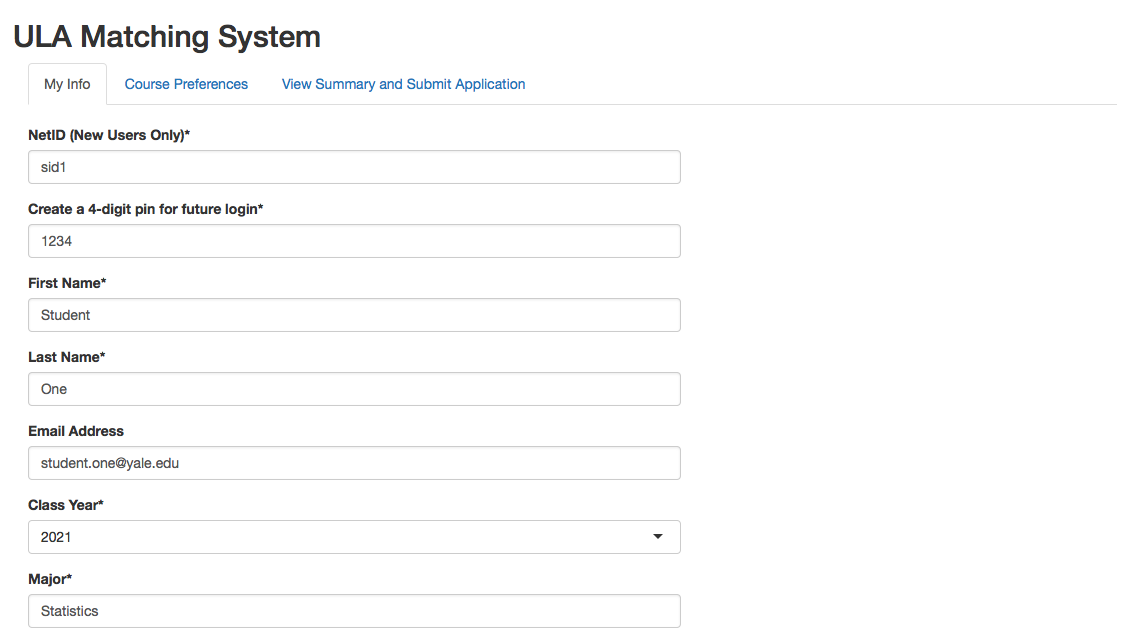 ULA Matching System
My Info Course Preferences View Summary and Submit Application
NetID (New Users Only)*
sid1
Create a 4-digit pin for future login*
1234
First Name*
Student
Last Name*
One
Email Address
student.one@yale.edu
Class Year*
2021
Major*
Statistics